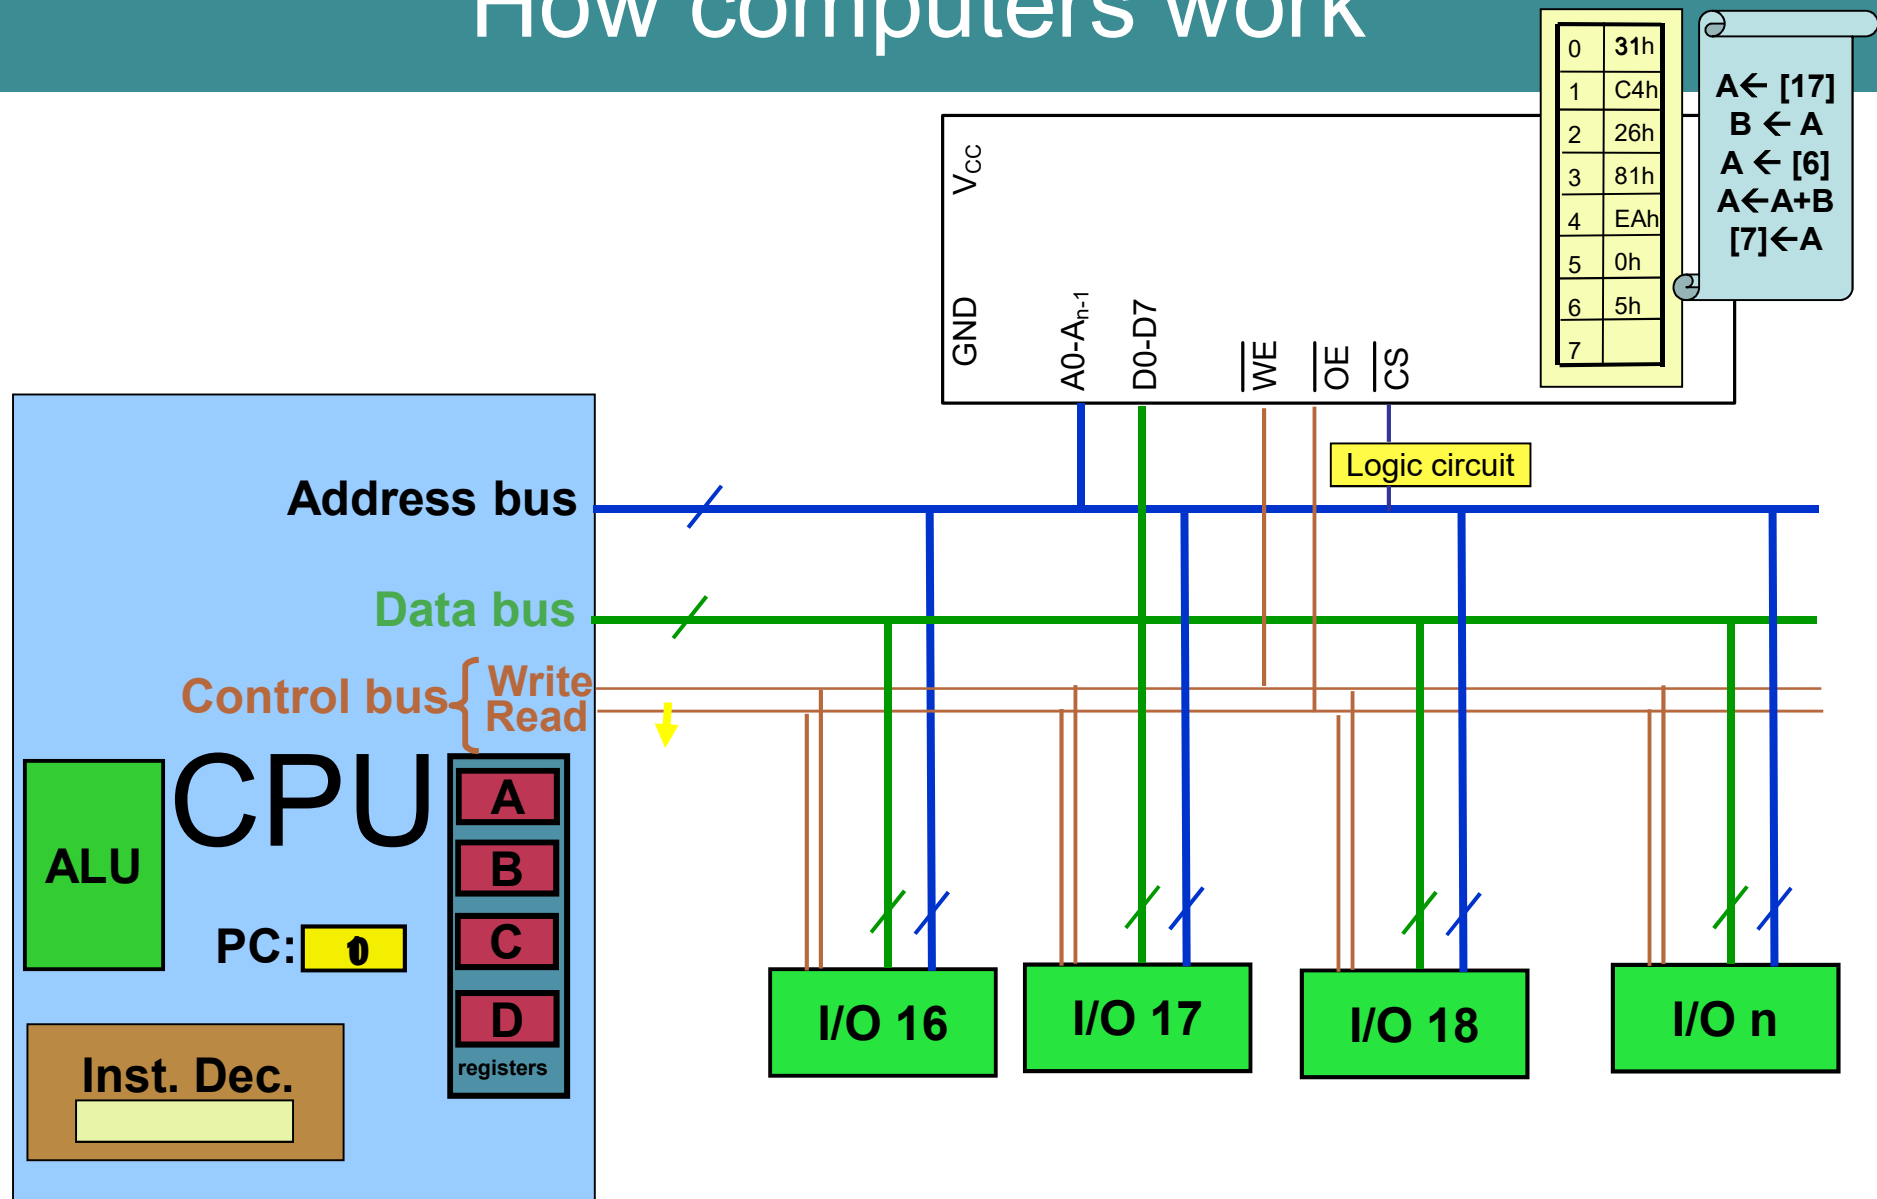 How computers work
0 31h
1 C4h
2 26h
3 81h
4 EAh
5 0h
6 5h
7
A← [17]
B ← A
A ← [6]
A←A+B
[7]←A
VCC
GND
A0-An-1
D0-D7
WE
OE
CS
Logic circuit
Address bus
Data bus
Control bus
Write
Read
CPU
ALU
A
B
C
D
registers
PC:
Inst. Dec.
I/O 16
I/O 17
I/O 18
I/O n